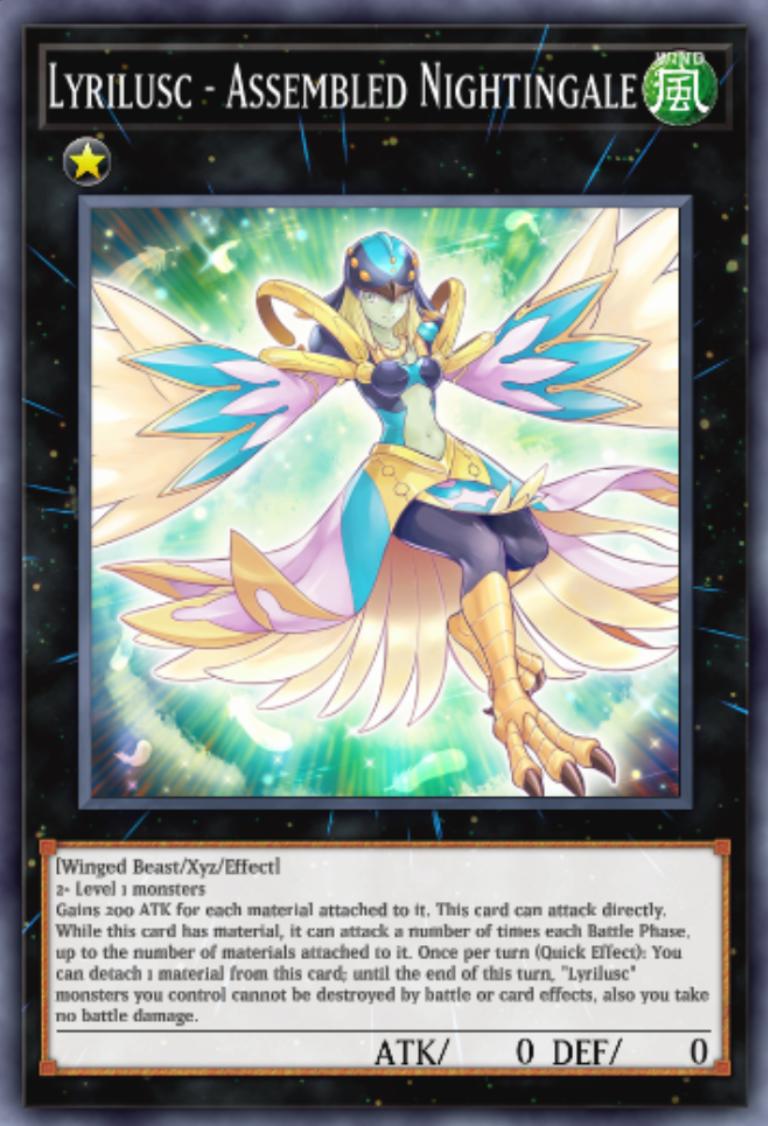 Lyrilusc - Assembled Nightingale
WIND
風
[Winged Beast/Xyz/Effect]
2+ Level 1 monsters
Gains 200 ATK for each material attached to it. This card can attack directly.
While this card has material, it can attack a number of times each Battle Phase,
up to the number of materials attached to it. Once per turn (Quick Effect): You
can detach 1 material from this card; until the end of this turn, "Lyrilusc"
monsters you control cannot be destroyed by battle or card effects, also you take
no battle damage.
ATK/ 0 DEF/ 0